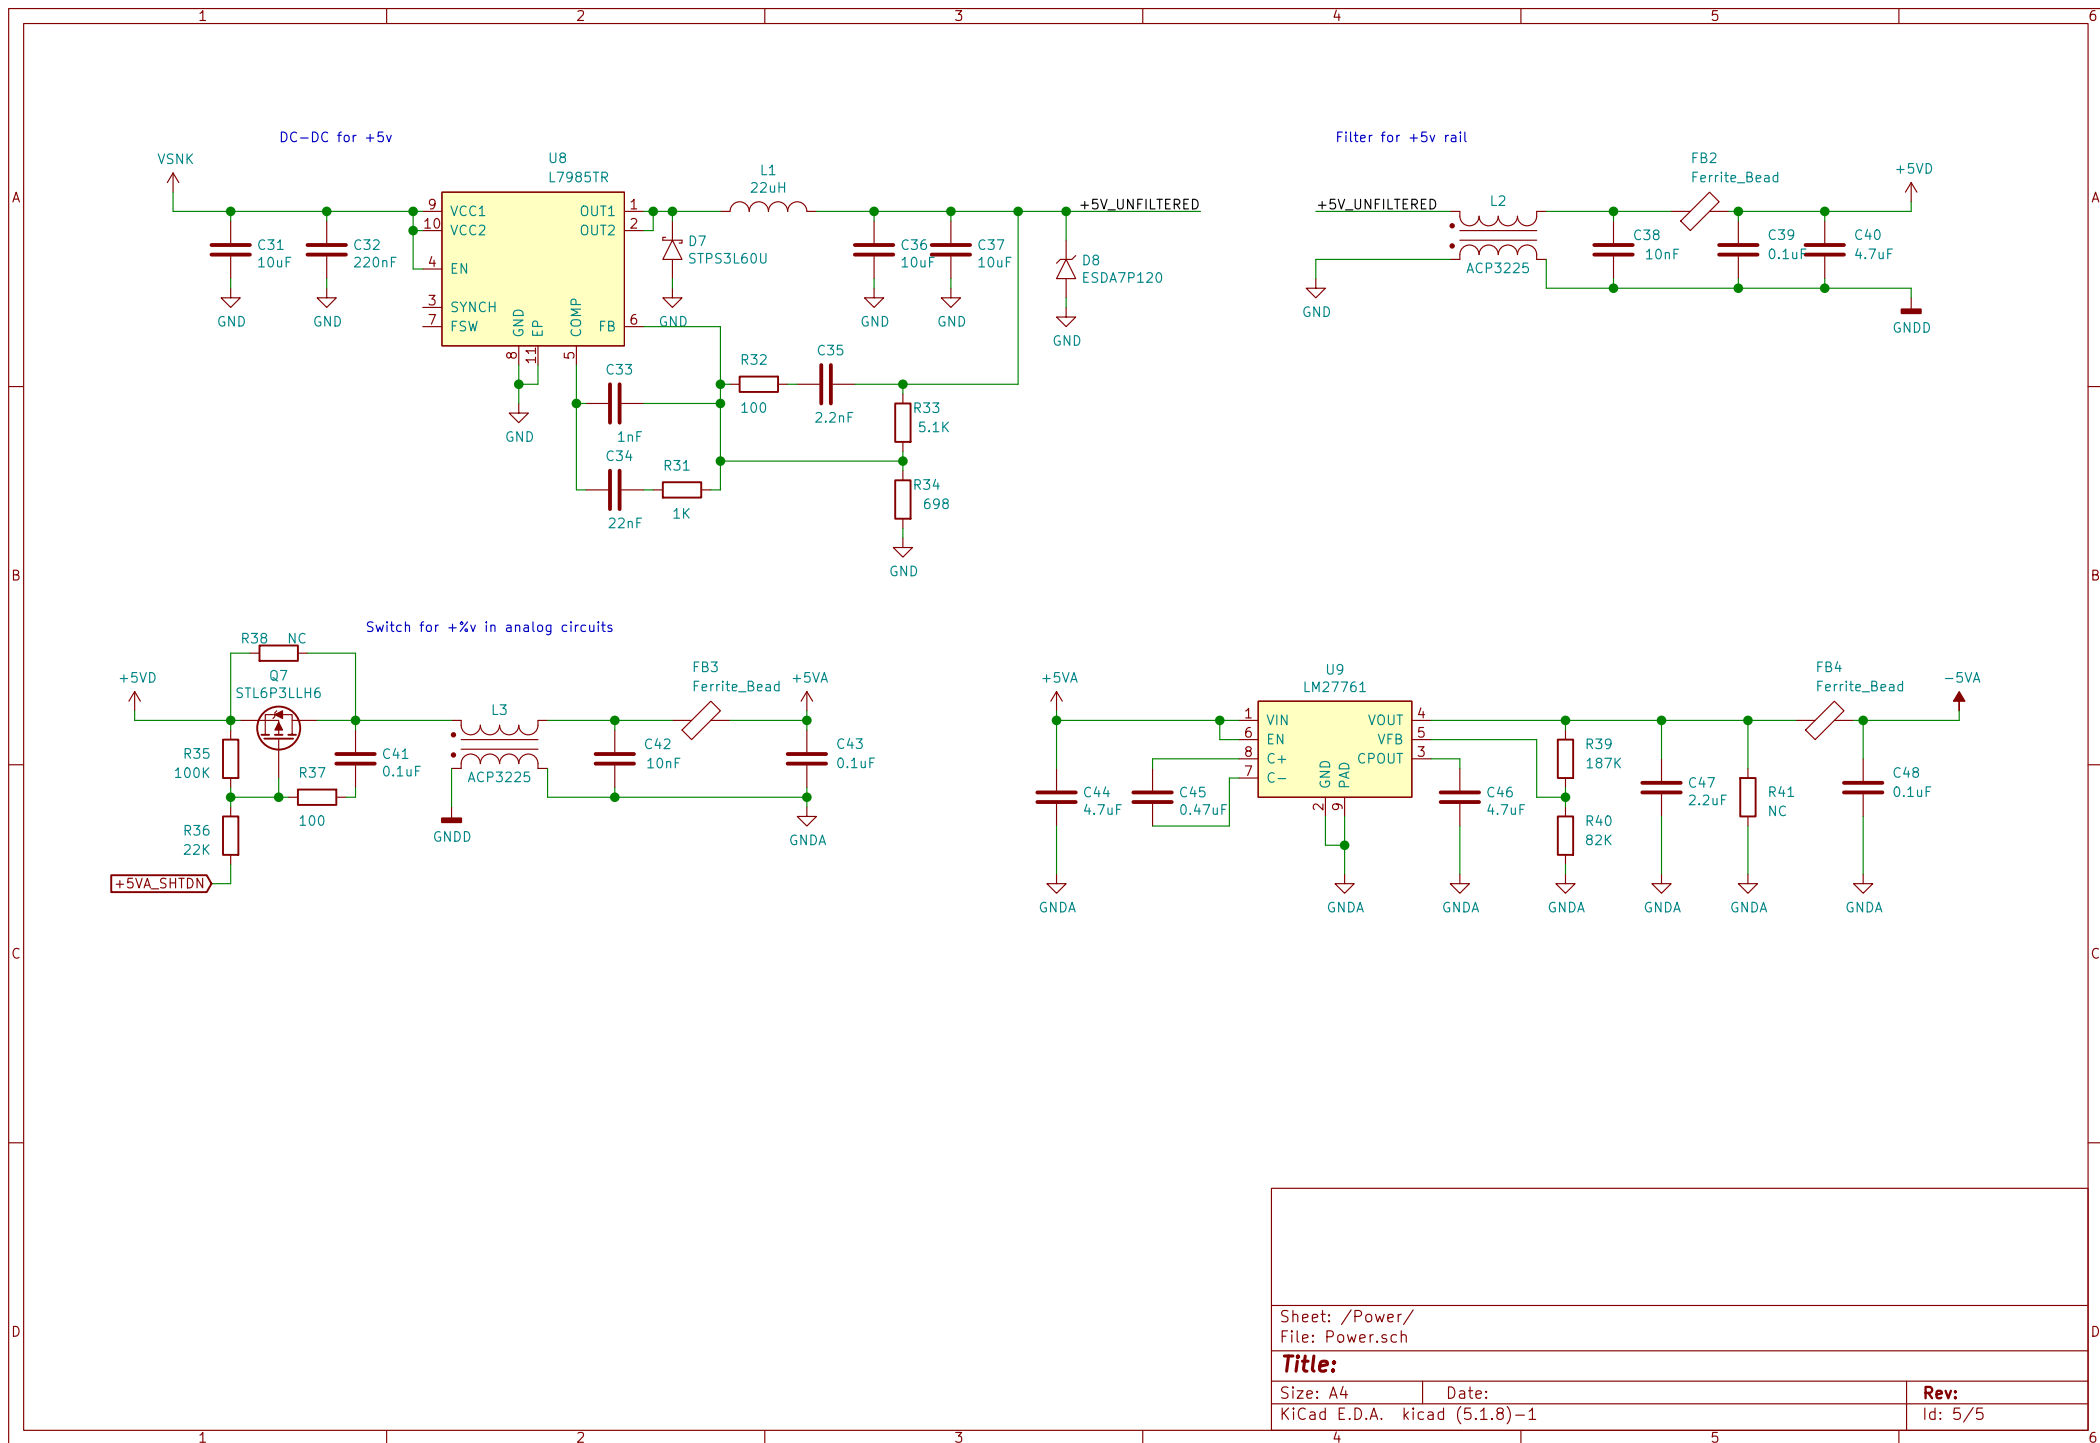 1 2 3 4 5 6
A A
B B
C C
D D
DC-DC for +5v
VSNK
U8
L7985TR
9 VCC1
10 VCC2
4 EN
3 SYNCH
7 FSW
GND 8
EP 11
COMP 5
OUT1 1
OUT2 2
FB 6
C31
10uF
GND
C32
220nF
GND
GND
L1
22uH
D7
STPS3L60U
GND
C36
10uF
GND
C37
10uF
GND
+5V_UNFILTERED
D8
ESDA7P120
GND
C33
1nF
C34
22nF
R31
1K
R32
100
C35
2.2nF
R33
5.1K
R34
698
GND
Filter for +5v rail
+5V_UNFILTERED
GND
L2
ACP3225
C38
10nF
FB2
Ferrite_Bead
C39
0.1uF
C40
4.7uF
+5VD
GNDD
Switch for +%v in analog circuits
+5VD
R38 NC
Q7
STL6P3LLH6
R35
100K
R36
22K
R37
100
C41
0.1uF
+5VA_SHTDN
L3
ACP3225
GNDD
C42
10nF
FB3
Ferrite_Bead
+5VA
C43
0.1uF
GNDA
+5VA
C44
4.7uF
GNDA
C45
0.47uF
U9
LM27761
1 VIN
6 EN
8 C+
7 C-
GND 2
PAD 9
VOUT 4
VFB 5
CPOUT 3
GNDA
C46
4.7uF
GNDA
R39
187K
R40
82K
GNDA
C47
2.2uF
GNDA
R41
NC
GNDA
FB4
Ferrite_Bead
C48
0.1uF
GNDA
-5VA
Sheet: /Power/
File: Power.sch
Title:
Size: A4 Date: Rev:
KiCad E.D.A. kicad (5.1.8)-1 Id: 5/5
1 2 3 4 5 6